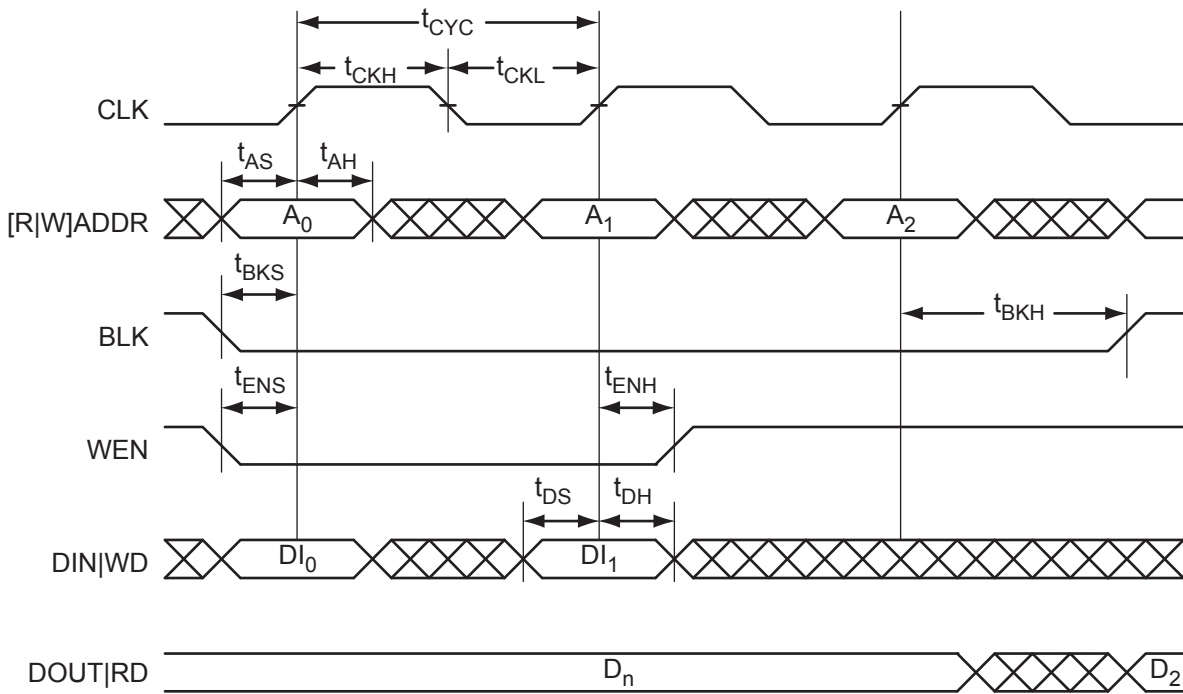 tCYC
tCKH tCKL
CLK
tAS tAH
[R|W]ADDR A0 A1 A2
tBKS tBKH
BLK
tENS tENH
WEN
tDS tDH
DIN|WD DI0 DI1
DOUT|RD Dn D2